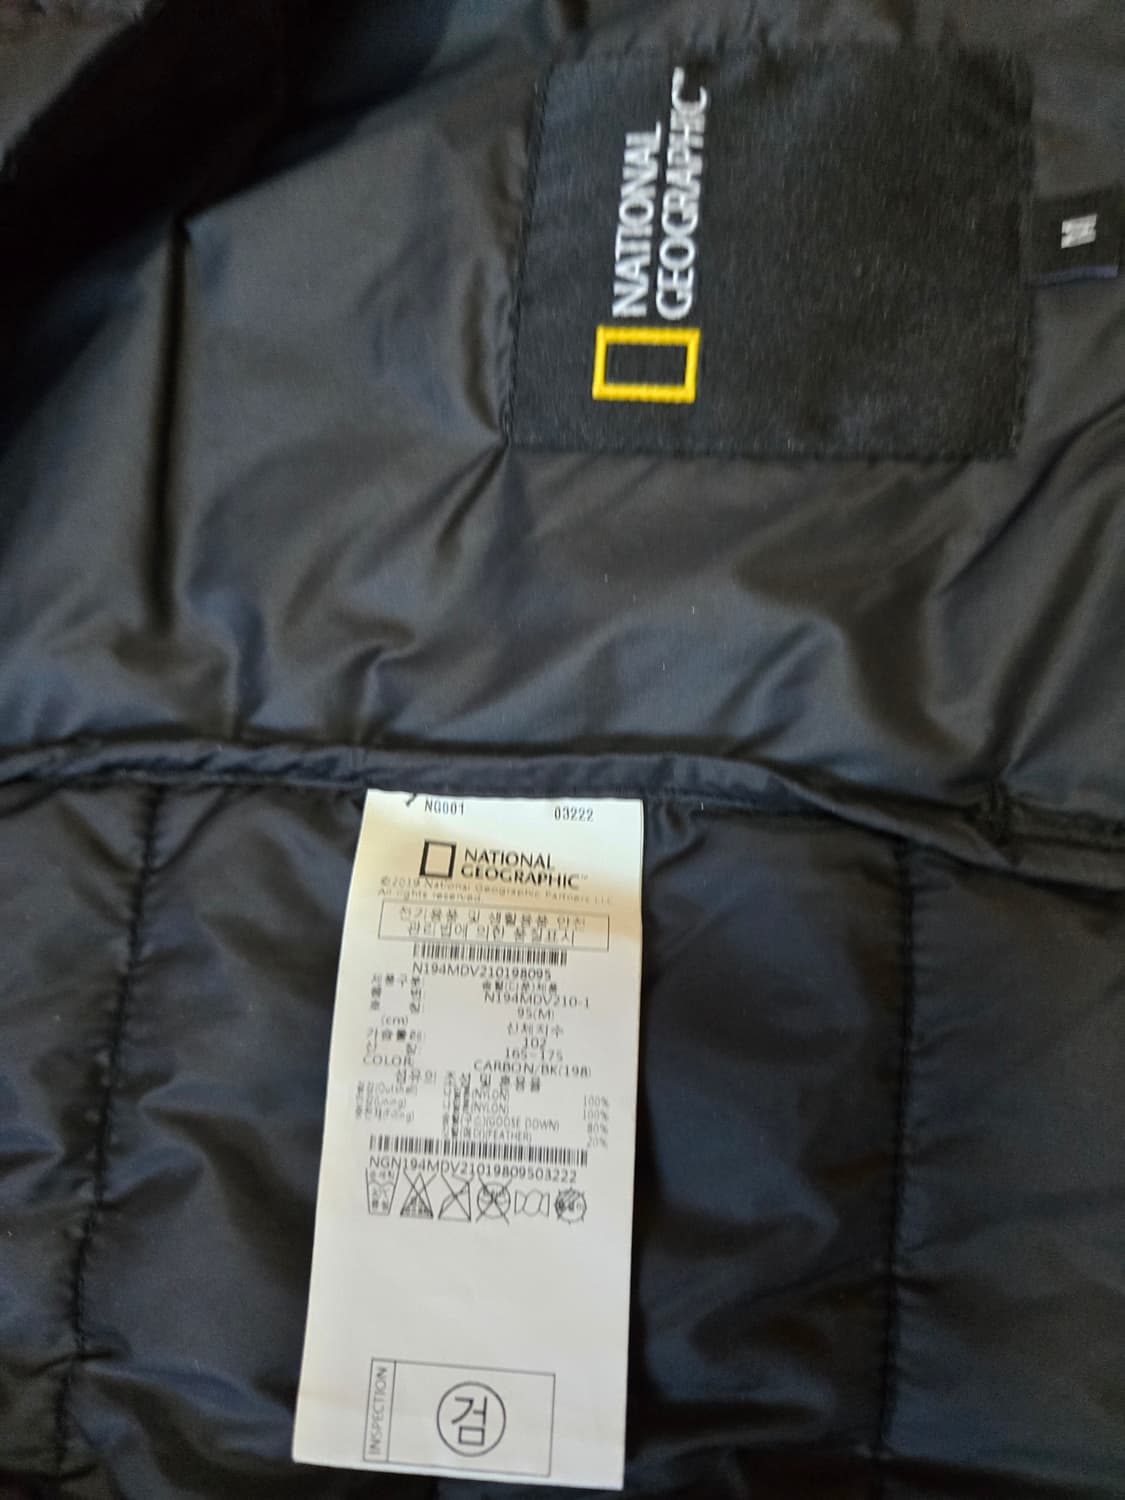 NATIONAL
GEOGRAPHIC™
M
NG001 03222
NATIONAL
GEOGRAPHIC™
©2019 National Geographic Partners LLC
All rights reserved.
전기용품 및 생활용품 안전
관리법에 의한 품질표시
N194MDV210198095
N194MDV210-1
95(M)
(cm) 신체치수
102
165-175
COLOR CARBON/BK(198)
(NYLON) 100%
(NYLON) 100%
(GOOSE DOWN) 80%
(FEATHER) 20%
NGN194MDV21019809503222
INSPECTION
검